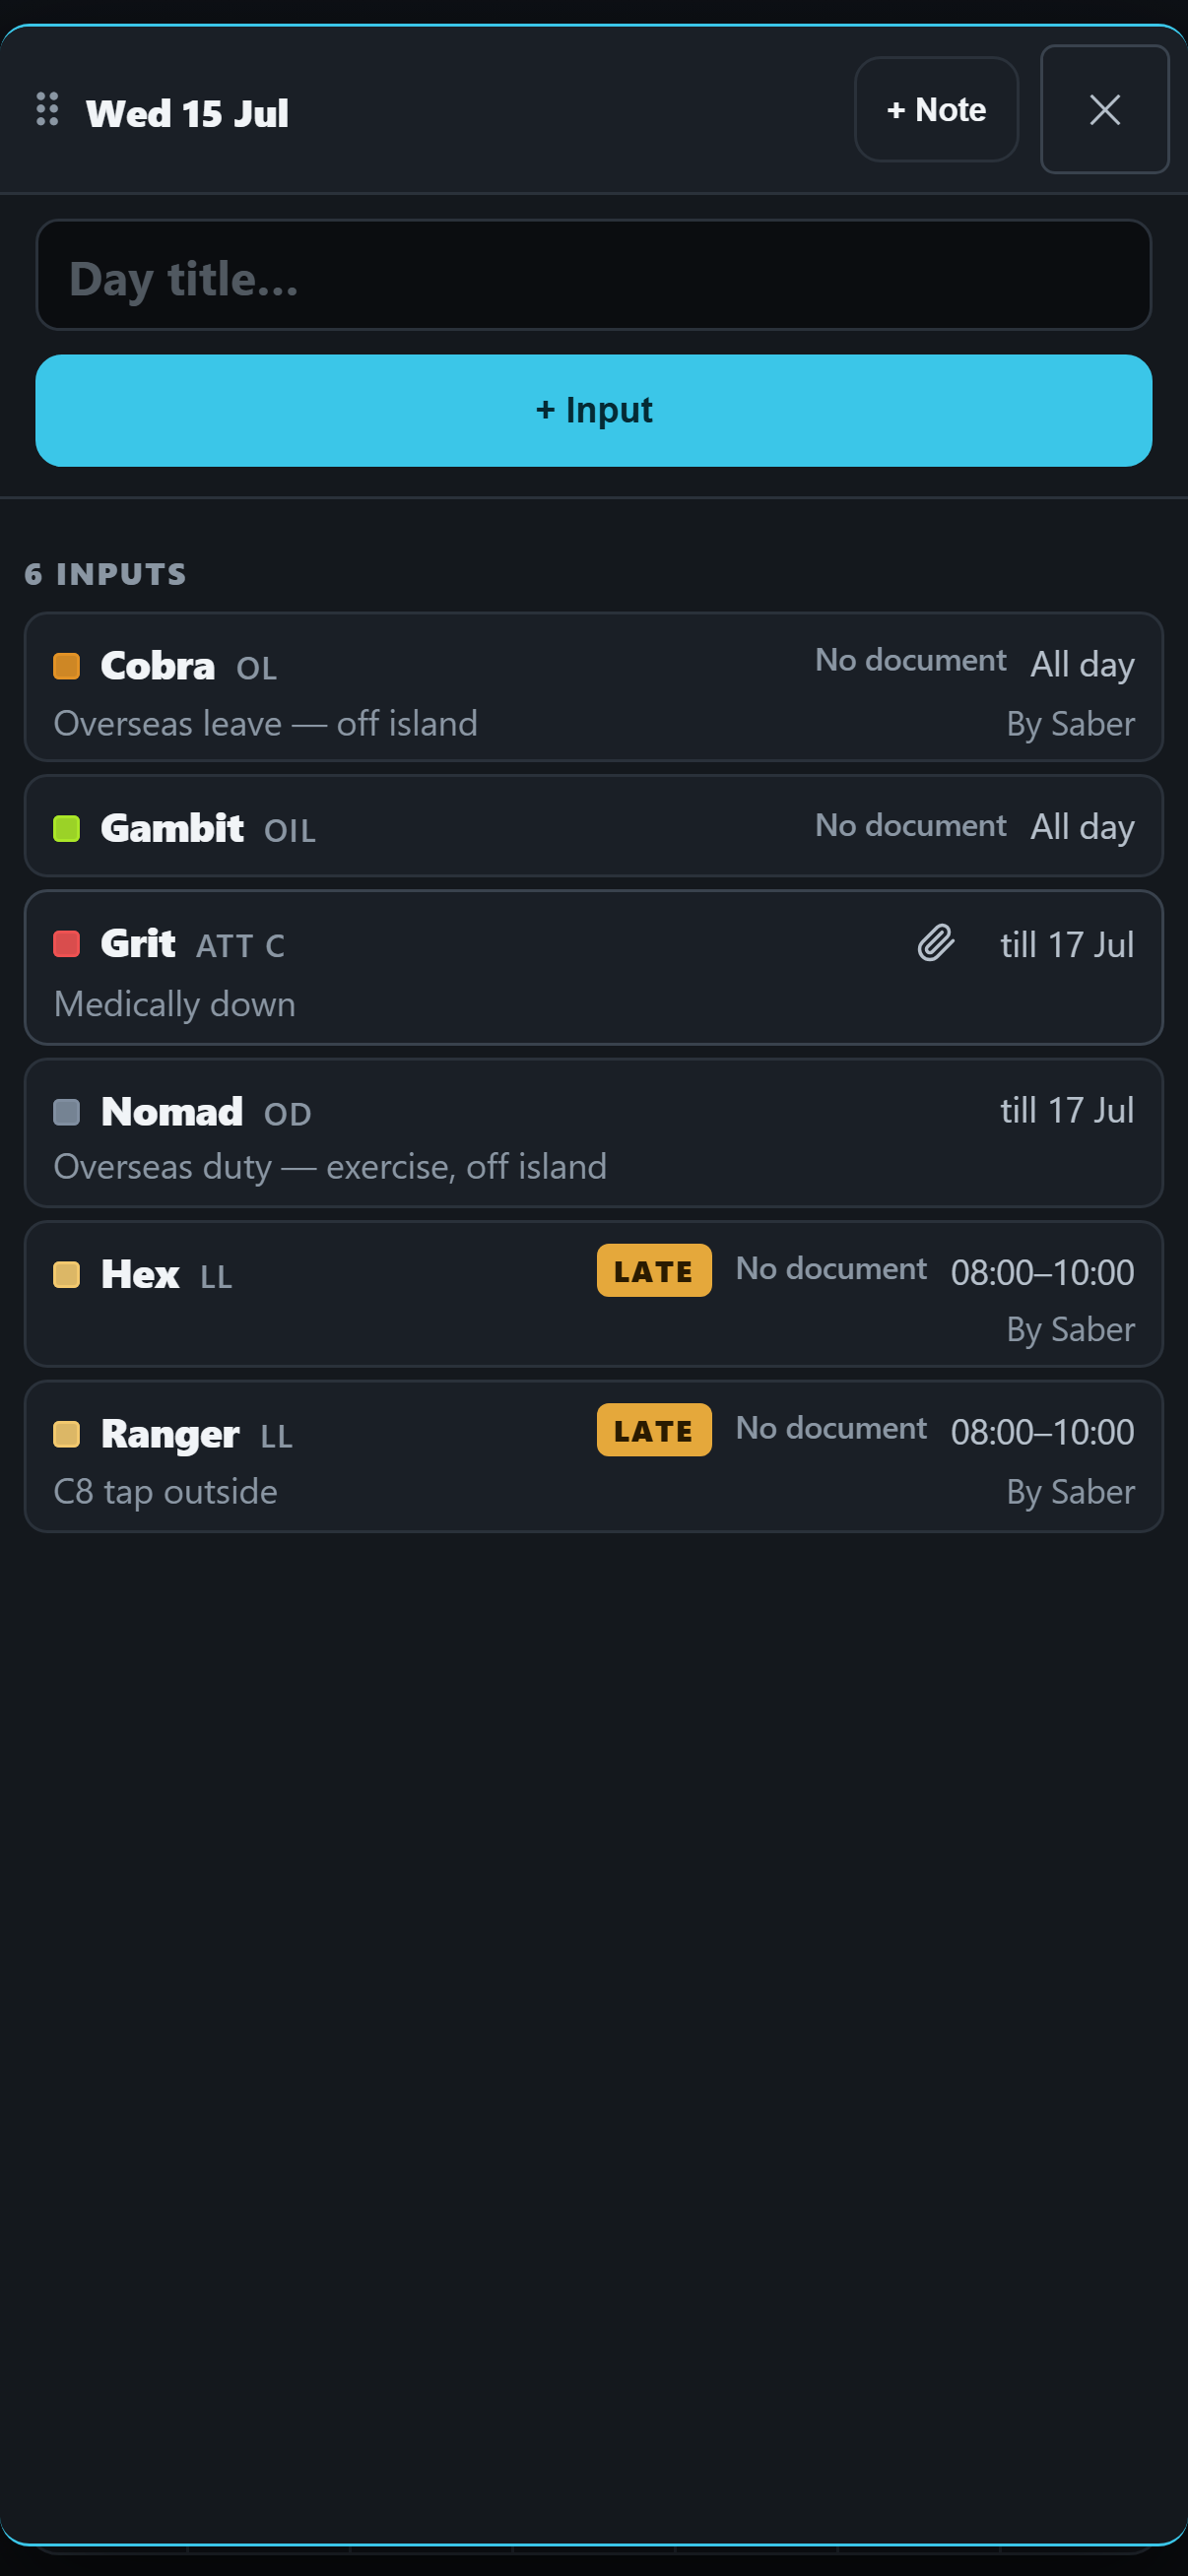 Wed 15 Jul + Note
Day title...
+ Input
6 INPUTS
Cobra OL No document All day
Overseas leave — off island By Saber
Gambit OIL No document All day
Grit ATT C till 17 Jul
Medically down
Nomad OD till 17 Jul
Overseas duty — exercise, off island
Hex LL LATE No document 08:00–10:00
By Saber
Ranger LL LATE No document 08:00–10:00
C8 tap outside By Saber